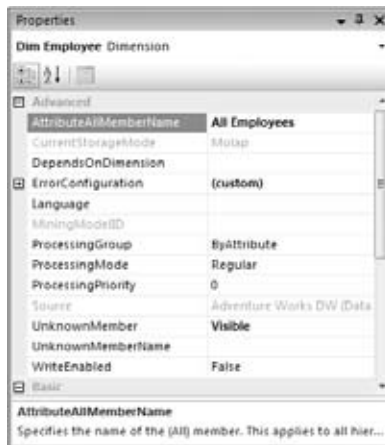 Properties
Dim Employee Dimension
Advanced
AttributeAllMemberName All Employees
CurrentStorageMode Molap
DependsOnDimension
ErrorConfiguration (custom)
Language
MiningModelID
ProcessingGroup ByAttribute
ProcessingMode Regular
ProcessingPriority 0
Source Adventure Works DW (Data
UnknownMember Visible
UnknownMemberName
WriteEnabled False
Basic
AttributeAllMemberName
Specifies the name of the (All) member. This applies to all hier...